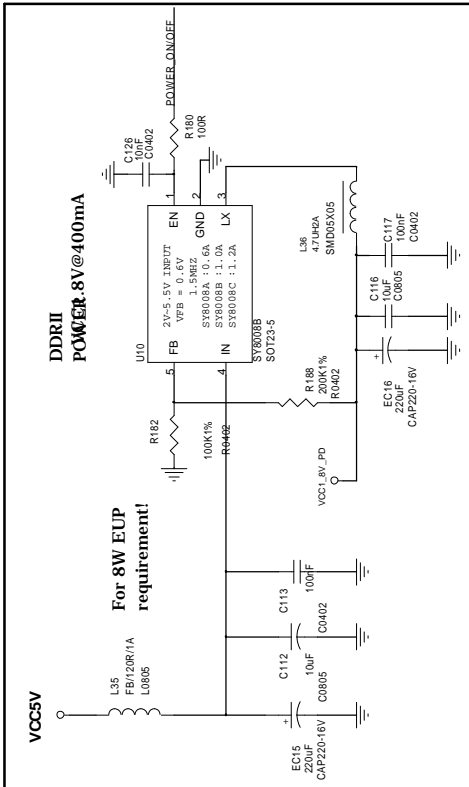 DDRII
POWER
POWER_ON/OFF
R180
100R
C126
10nF
C0402
1
2
3
EN
GND
LX
2V~5.5V INPUT
VFB = 0.6V
1.5MHZ
SY8008A :0.6A
SY8008B :1.0A
SY8008C :1.2A
FB
IN
U10
SY8008B
SOT23-5
5
4
L36
4.7UH2A
SMD05X05
C117
100nF
C0402
C116
10uF
C0805
+
EC16
220uF
CAP220-16V
R188
200K1%
R0402
R182
100K1%
R0402
VCC1_8V_PD
For 8W EUP
requirement!
VCC5V
L35
FB/120R/1A
L0805
C113
100nF
C0402
C112
10uF
C0805
+
EC15
220uF
CAP220-16V